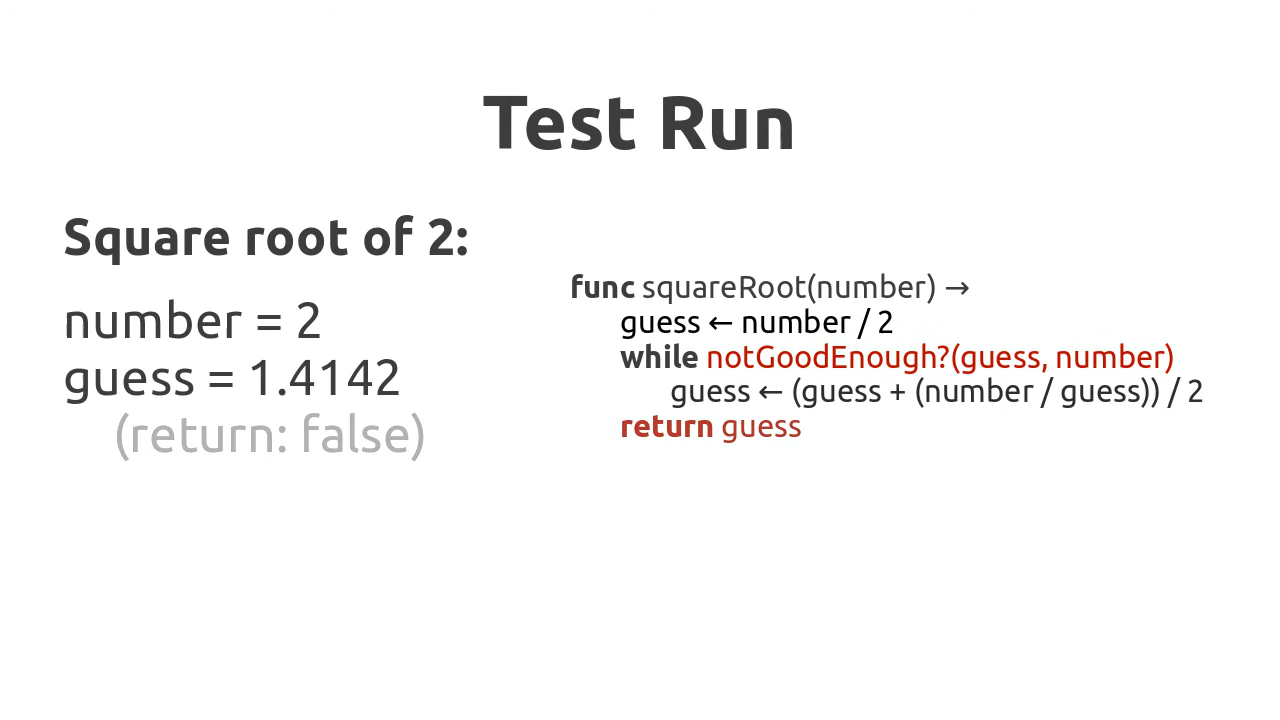 Test Run
Square root of 2:
number = 2
guess = 1.4142
(return: false)
func squareRoot(number) →
guess ← number / 2
while notGoodEnough?(guess, number)
guess ← (guess + (number / guess)) / 2
return guess